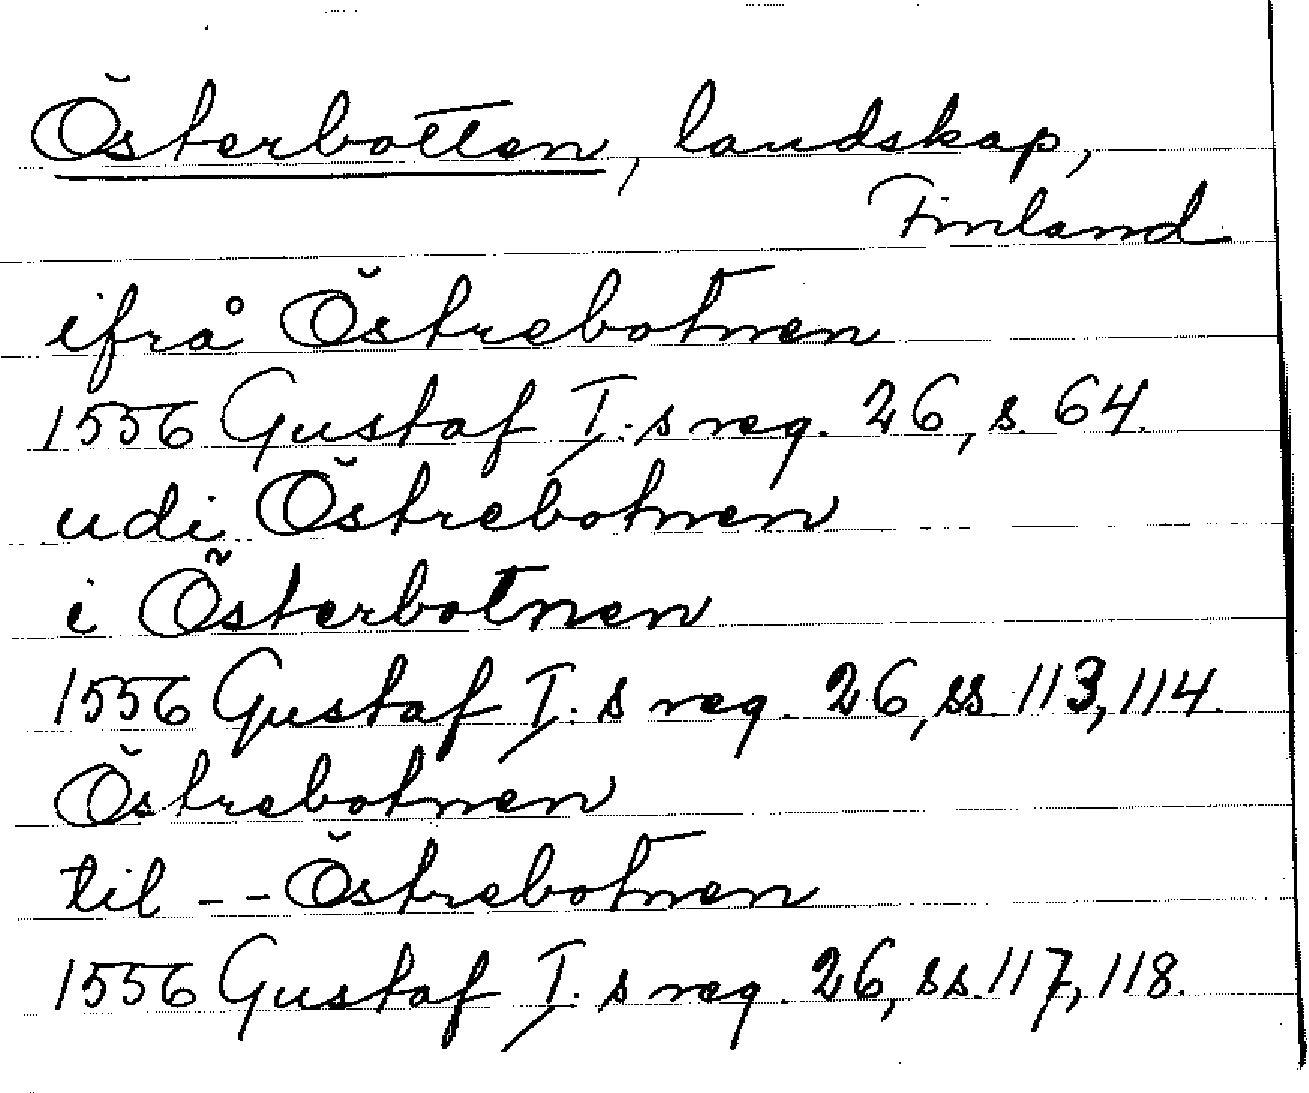 Österbotten, landskap,
Finland
ifrå Östrebotnen
1556 Gustaf I:s reg. 26, s. 64.
udi Östrebotnen
i Österbotnen
1556 Gustaf I:s reg. 26, ss. 113, 114.
Östrebotnen
til -- Östrebotnen
1556 Gustaf I:s reg. 26, ss. 117, 118.